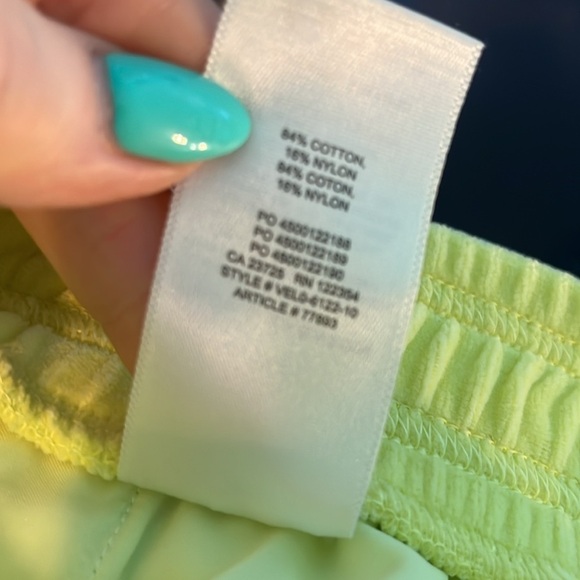 84% COTTON,
16% NYLON
84% COTON,
16% NYLON
PO 4500122188
PO 4500122189
PO 4500122190
CA 23725 RN 122354
STYLE # VEL0-6122-10
ARTICLE # 77893